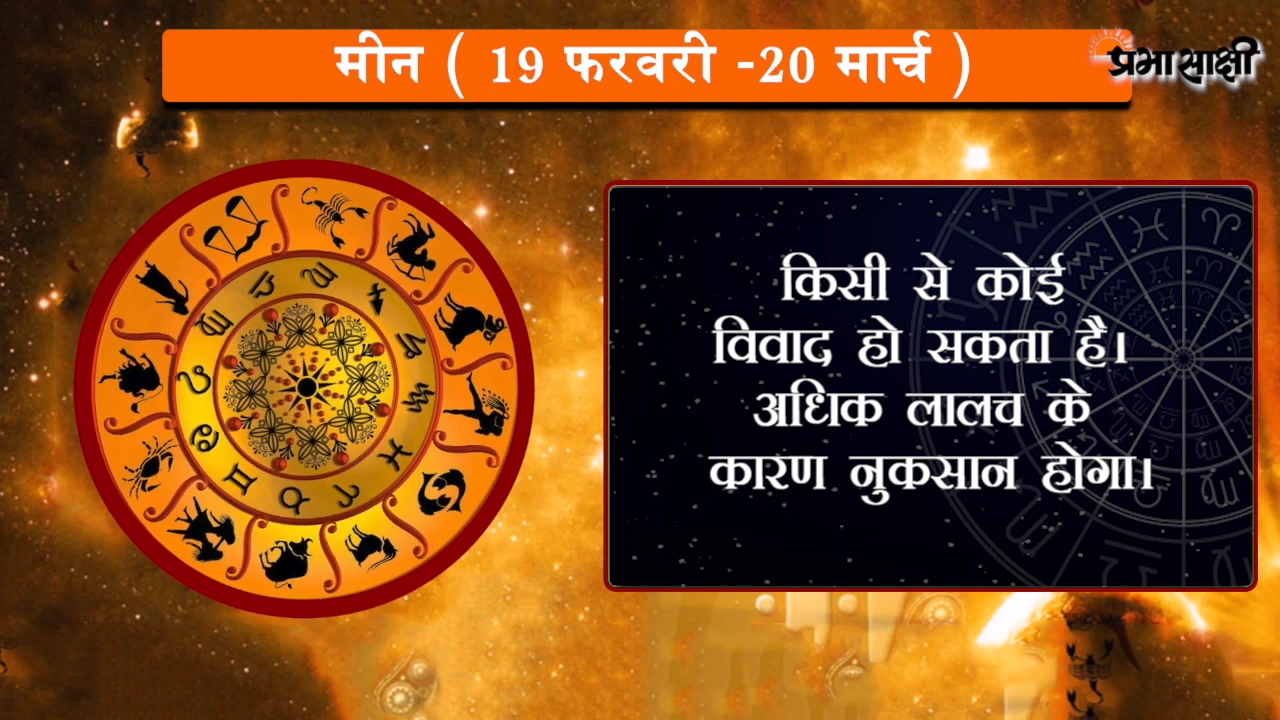 मीन ( 19 फरवरी -20 मार्च )
प्रभासाक्षी
किसी से कोई
विवाद हो सकता है।
अधिक लालच के
कारण नुकसान होगा।